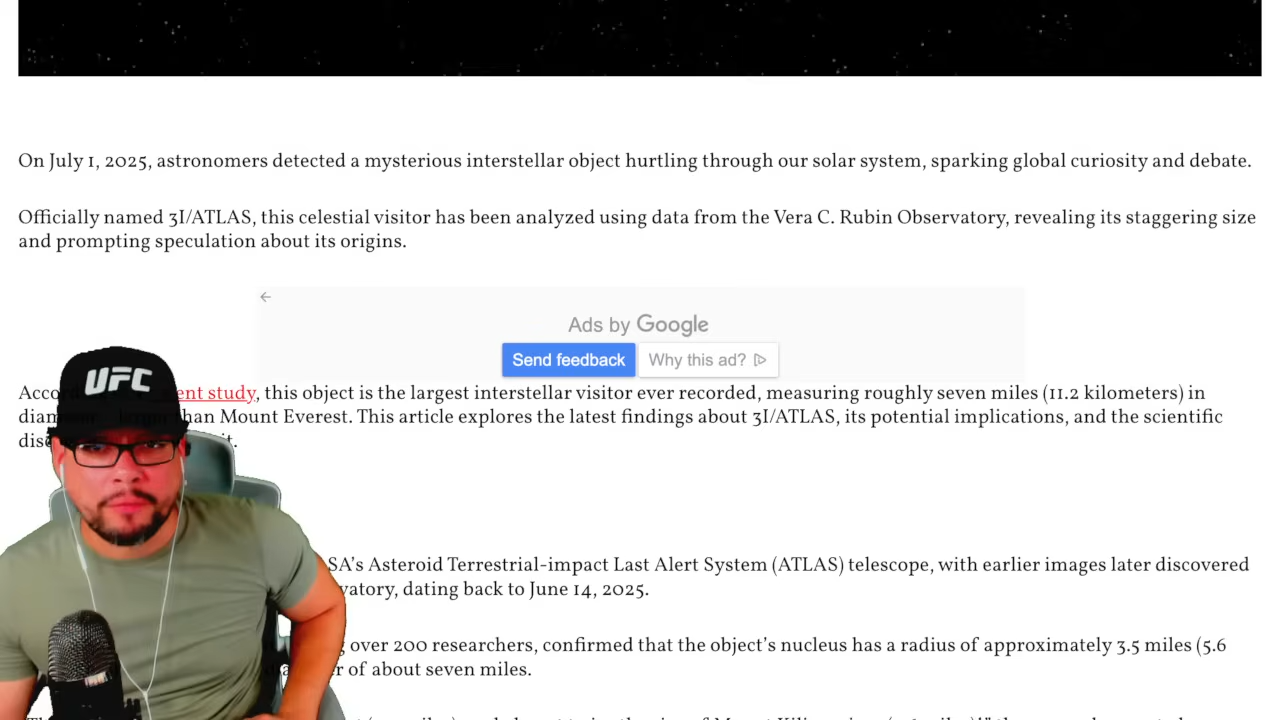 On July 1, 2025, astronomers detected a mysterious interstellar object hurtling through our solar system, sparking global curiosity and debate.
Officially named 3I/ATLAS, this celestial visitor has been analyzed using data from the Vera C. Rubin Observatory, revealing its staggering size
and prompting speculation about its origins.
Ads by Google
Send feedback
Why this ad?
study, this object is the largest interstellar visitor ever recorded, measuring roughly seven miles (11.2 kilometers) in
than Mount Everest. This article explores the latest findings about 3I/ATLAS, its potential implications, and the scientific
it.
UFC
Asteroid Terrestrial-impact Last Alert System (ATLAS) telescope, with earlier images later discovered
dating back to June 14, 2025.
over 200 researchers, confirmed that the object's nucleus has a radius of approximately 3.5 miles (5.6
of about seven miles.